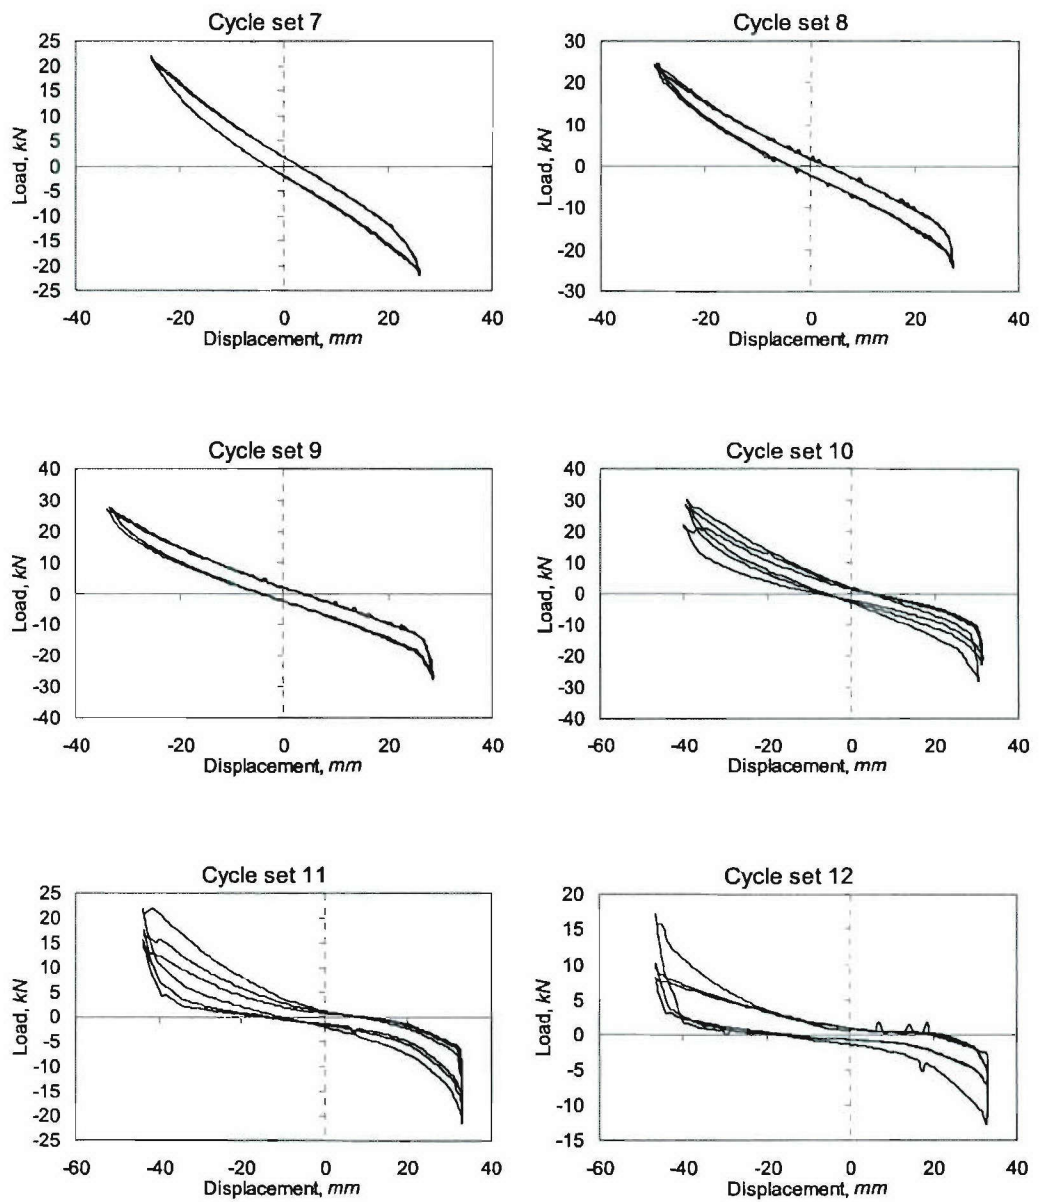 Cycle set 7
25
20
15
10
5
0
-5
-10
-15
-20
-25
Load, kN
-40 -20 0 20 40
Displacement, mm
Cycle set 8
30
20
10
0
-10
-20
-30
Load, kN
-40 -20 0 20 40
Displacement, mm
Cycle set 9
40
30
20
10
0
-10
-20
-30
-40
Load, kN
-40 -20 0 20 40
Displacement, mm
Cycle set 10
40
30
20
10
0
-10
-20
-30
-40
Load, kN
-60 -40 -20 0 20 40
Displacement, mm
Cycle set 11
25
20
15
10
5
0
-5
-10
-15
-20
-25
Load, kN
-60 -40 -20 0 20 40
Displacement, mm
Cycle set 12
20
15
10
5
0
-5
-10
-15
Load, kN
-60 -40 -20 0 20 40
Displacement, mm